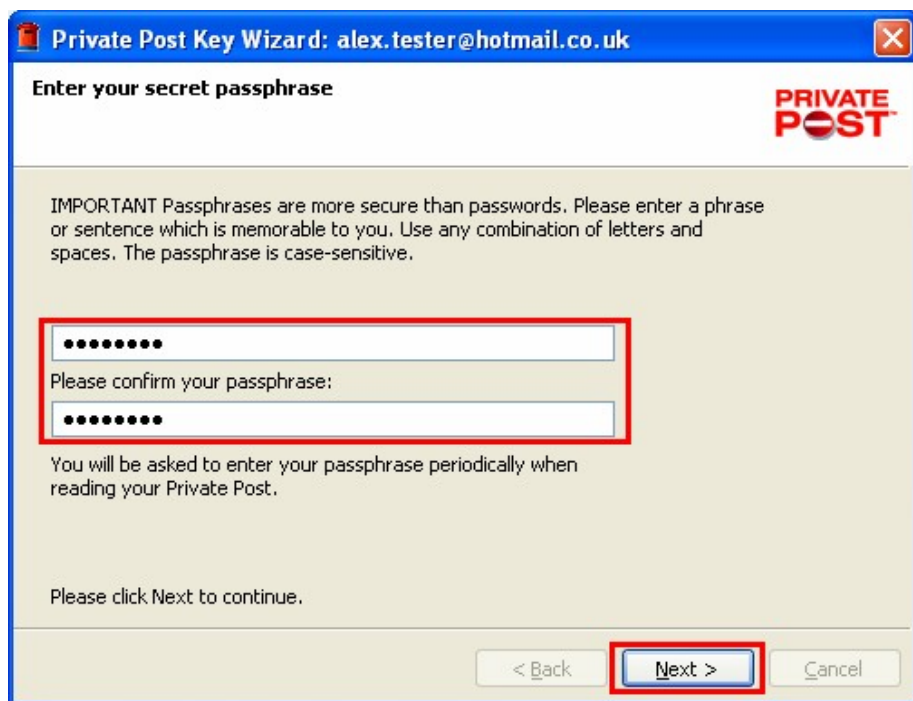 Private Post Key Wizard: alex.tester@hotmail.co.uk
Enter your secret passphrase
PRIVATE
POST™
IMPORTANT Passphrases are more secure than passwords. Please enter a phrase
or sentence which is memorable to you. Use any combination of letters and
spaces. The passphrase is case-sensitive.
••••••••
Please confirm your passphrase:
••••••••
You will be asked to enter your passphrase periodically when
reading your Private Post.
Please click Next to continue.
< Back Next > Cancel